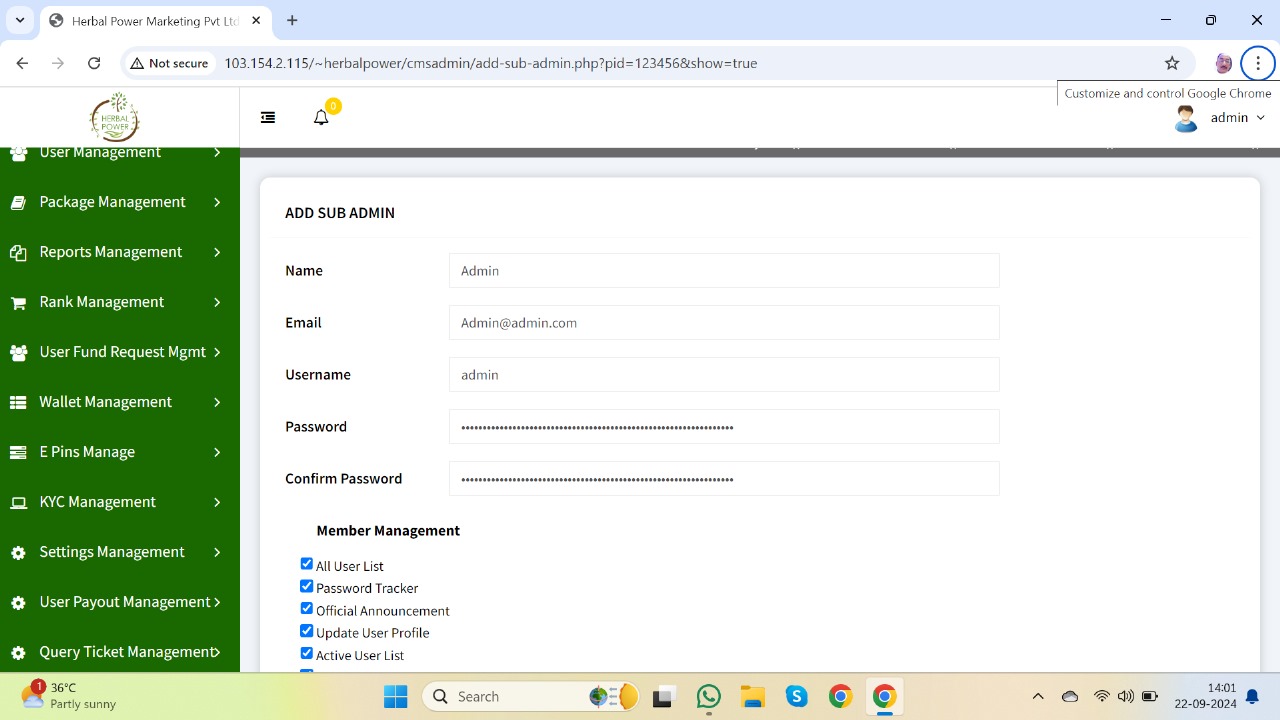 Herbal Power Marketing Pvt Ltd
Not secure
103.154.2.115/~herbalpower/cmsadmin/add-sub-admin.php?pid=123456&show=true
Customize and control Google Chrome
HERBAL
POWER
0
admin
User Management
Package Management
Reports Management
Rank Management
User Fund Request Mgmt
Wallet Management
E Pins Manage
KYC Management
Settings Management
User Payout Management
Query Ticket Management
ADD SUB ADMIN
Name
Admin
Email
Admin@admin.com
Username
admin
Password
Confirm Password
Member Management
All User List
Password Tracker
Official Announcement
Update User Profile
Active User List
1
36°C
Partly sunny
Search
14:01
22-09-2024